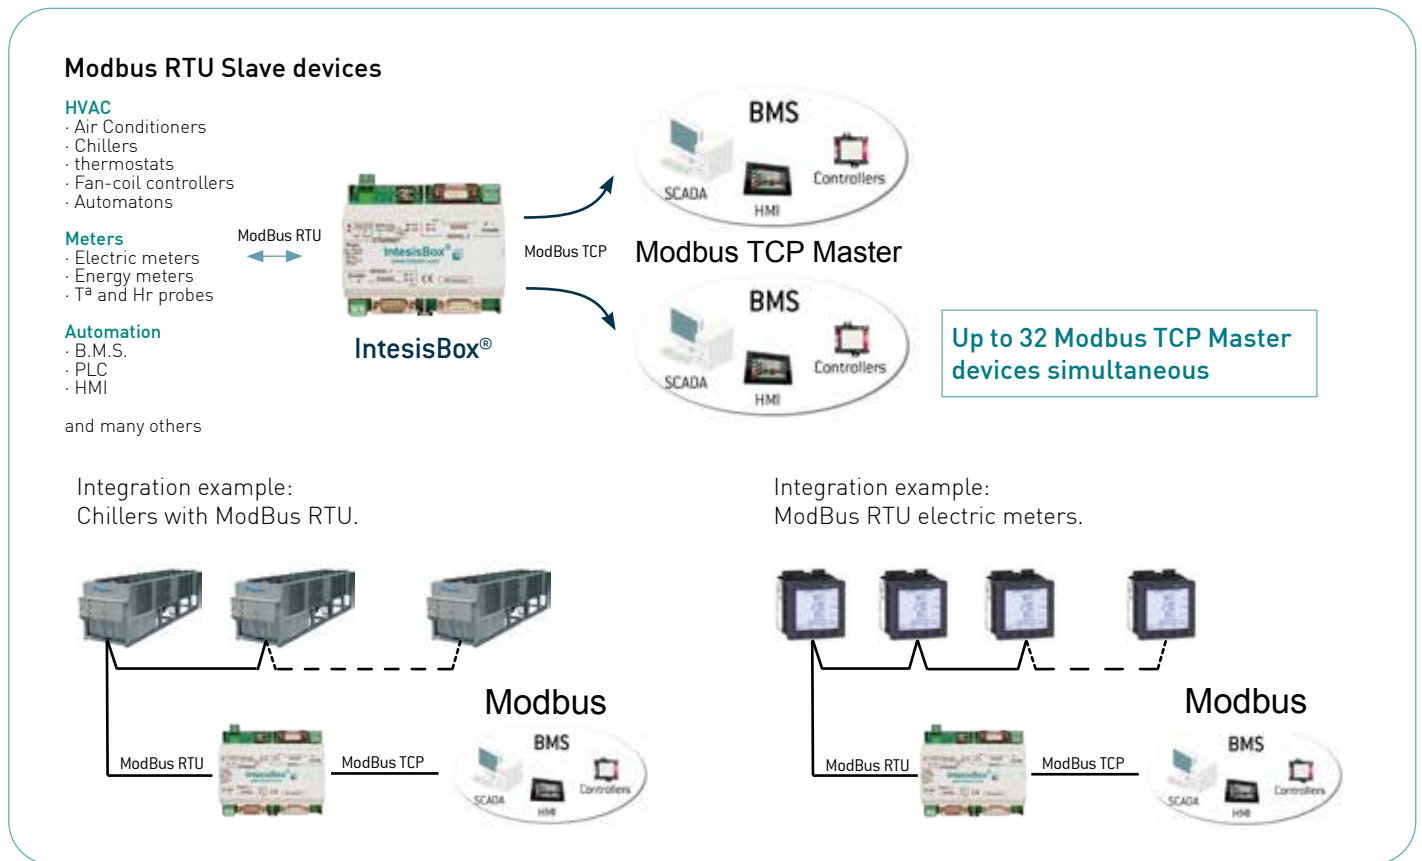 Modbus RTU Slave devices
HVAC
· Air Conditioners
· Chillers
· thermostats
· Fan-coil controllers
· Automatons
Meters
· Electric meters
· Energy meters
· Tª and Hr probes
Automation
· B.M.S.
· PLC
· HMI
and many others
ModBus RTU
IntesisBox®
IntesisBox®
ModBus TCP
BMS
SCADA
HMI
Controllers
Modbus TCP Master
BMS
SCADA
HMI
Controllers
Up to 32 Modbus TCP Master
devices simultaneous
Integration example:
Chillers with ModBus RTU.
ModBus RTU
IntesisBox®
ModBus TCP
Modbus
BMS
SCADA
HMI
Controllers
Integration example:
ModBus RTU electric meters.
ModBus RTU
IntesisBox®
ModBus TCP
Modbus
BMS
SCADA
HMI
Controllers